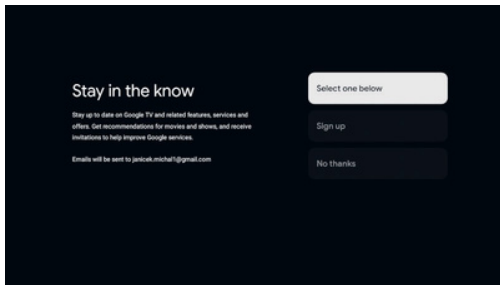 Stay in the know
Stay up to date on Google TV and related features, services and
offers. Get recommendations for movies and shows, and receive
invitations to help improve Google services.
Emails will be sent to janicek.michal1@gmail.com
Select one below
Sign up
No thanks